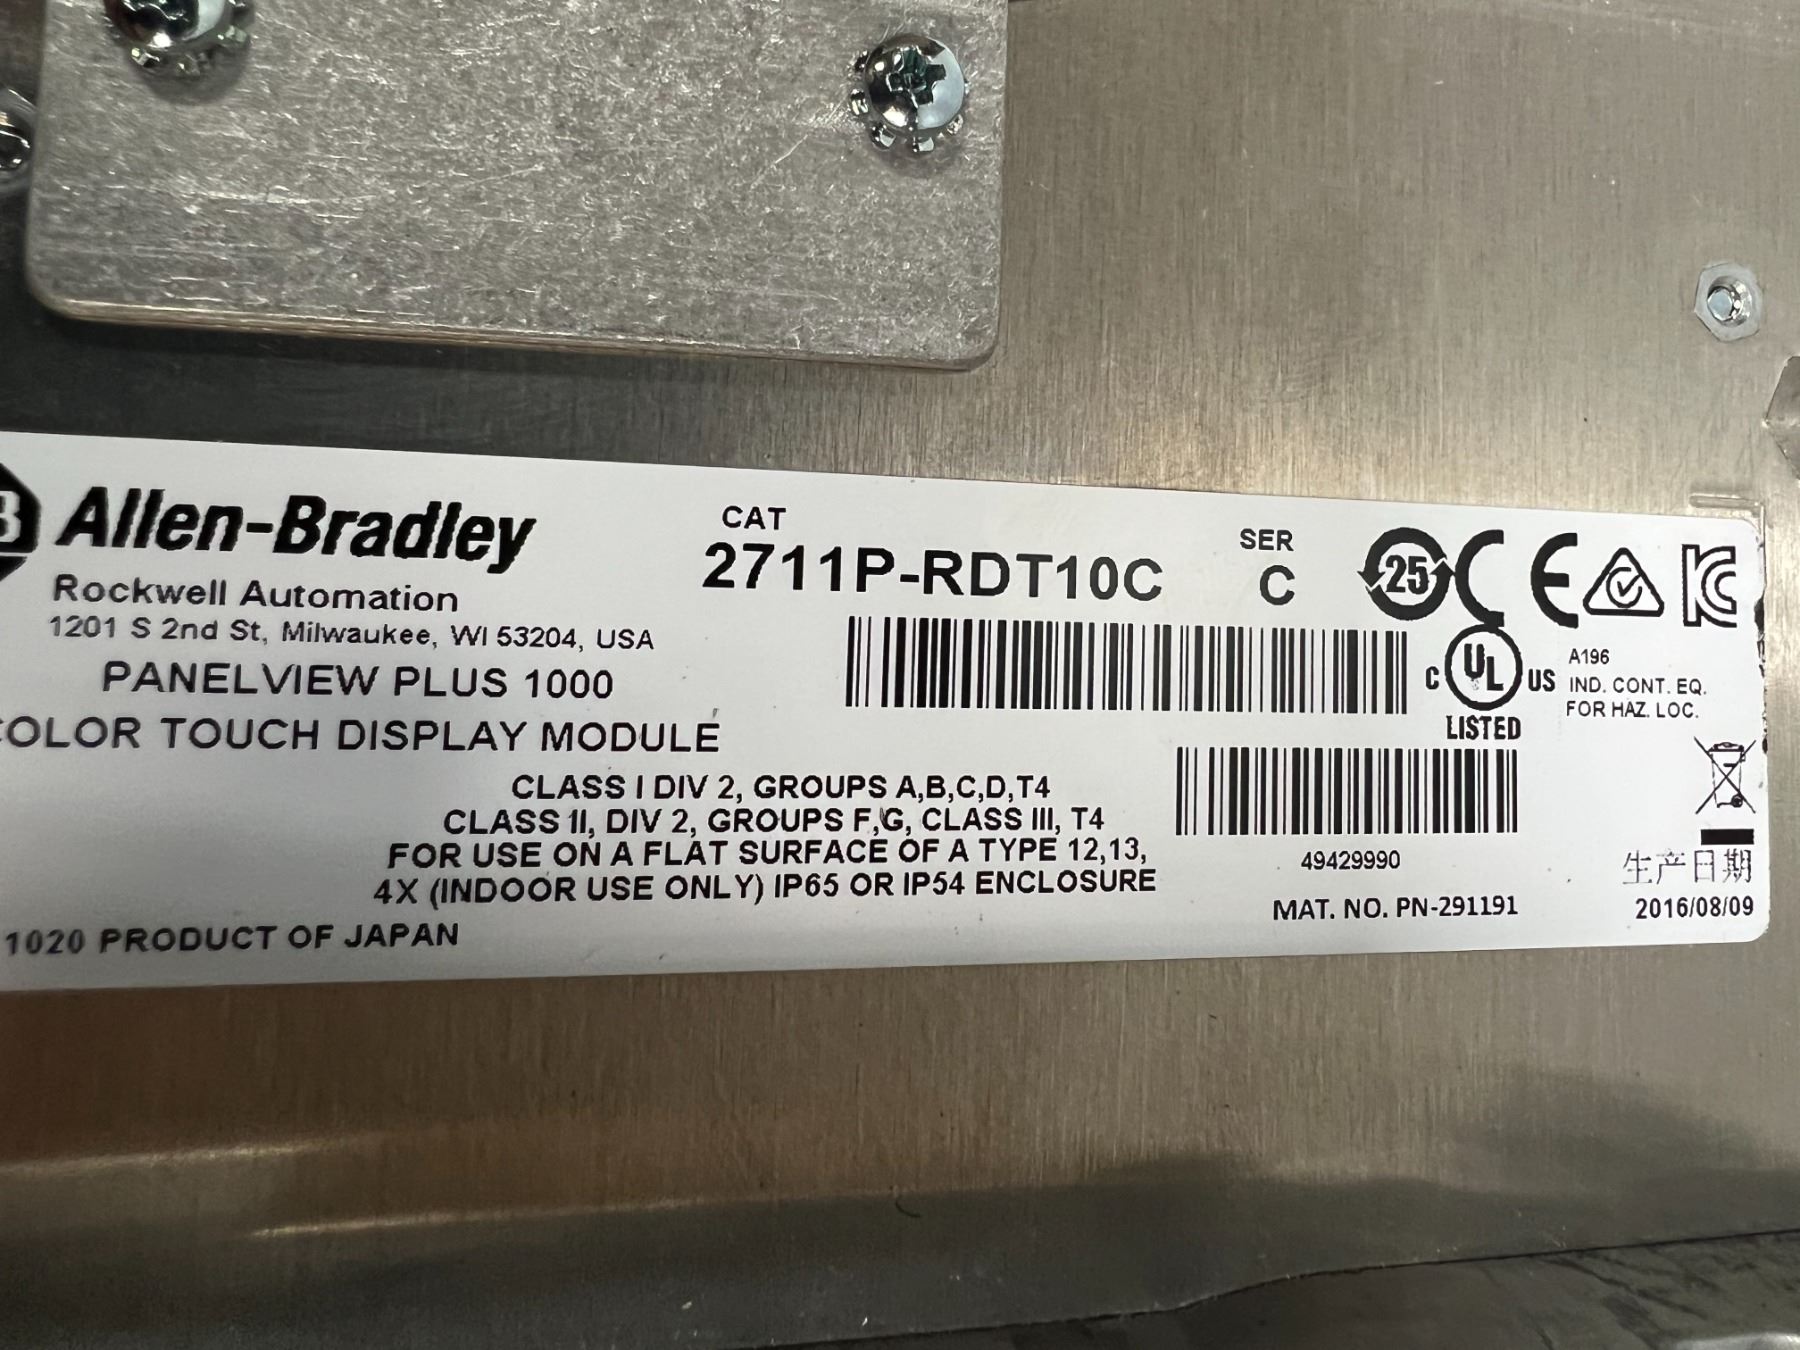 B Allen-Bradley
Rockwell Automation
1201 S 2nd St, Milwaukee, WI 53204, USA
PANELVIEW PLUS 1000
COLOR TOUCH DISPLAY MODULE
CAT
2711P-RDT10C
SER
C
25 CE
C UL US
LISTED
A196
IND. CONT. EQ.
FOR HAZ. LOC.
CLASS I DIV 2, GROUPS A,B,C,D,T4
CLASS II, DIV 2, GROUPS F,G, CLASS III, T4
FOR USE ON A FLAT SURFACE OF A TYPE 12,13,
4X (INDOOR USE ONLY) IP65 OR IP54 ENCLOSURE
1020 PRODUCT OF JAPAN
49429990
MAT. NO. PN-291191
生产日期
2016/08/09